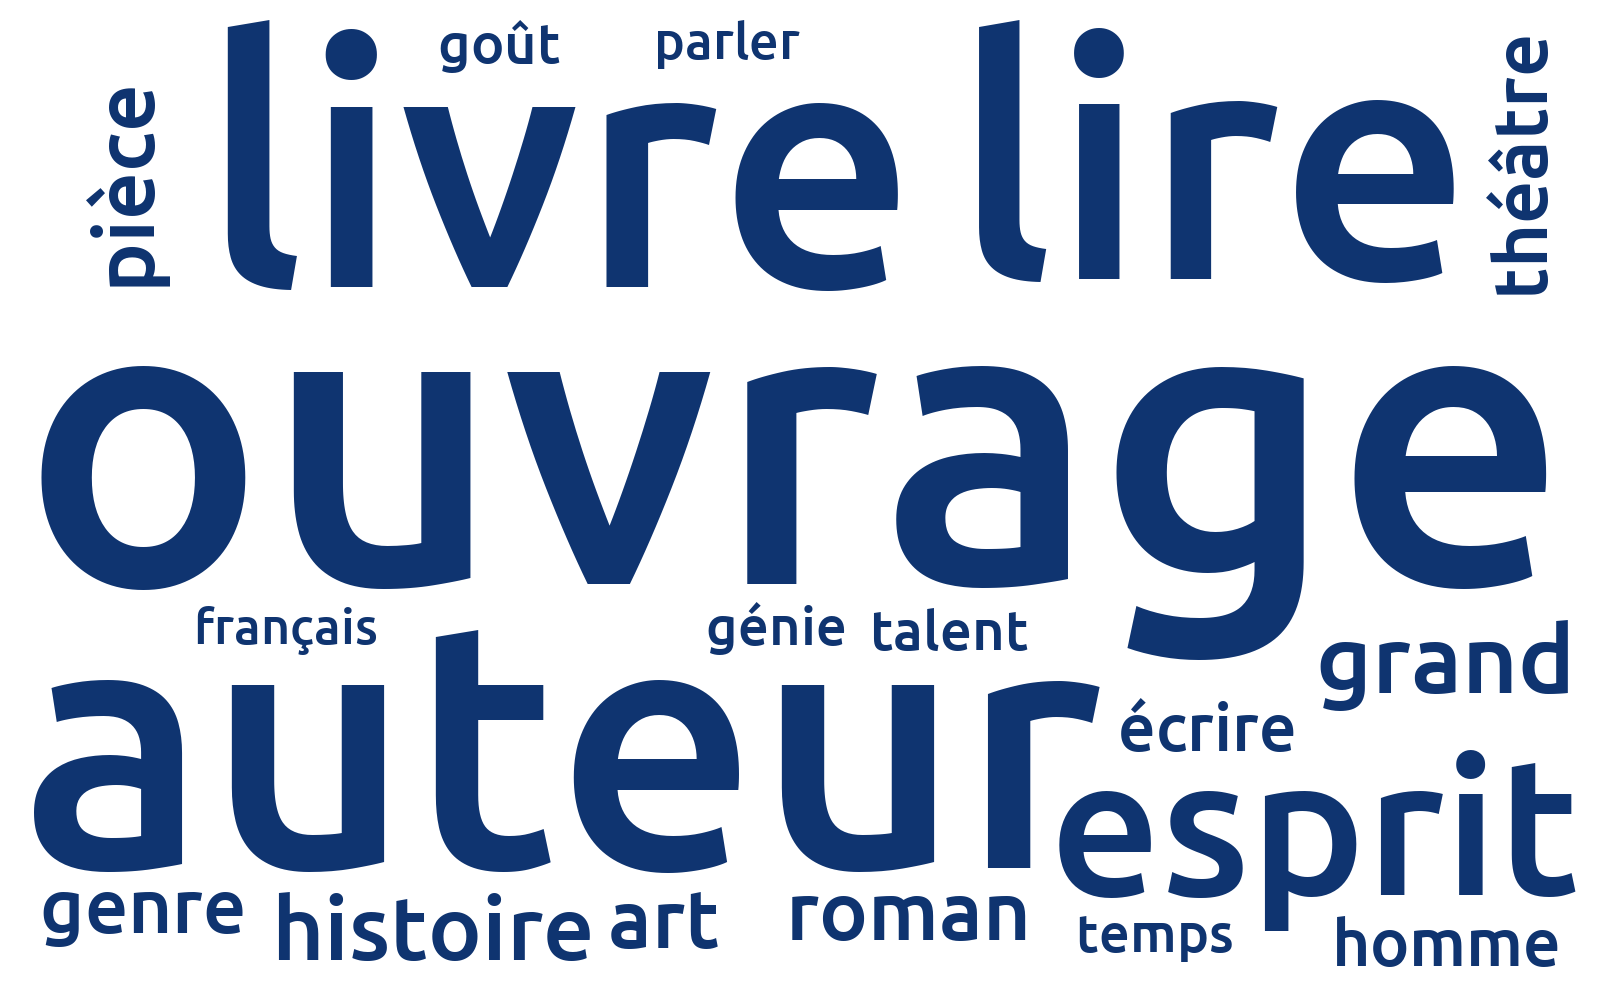 goût
parler
pièce
livre
lire
théâtre
ouvrage
français
génie
talent
grand
auteur
écrire
esprit
genre
histoire
art
roman
temps
homme